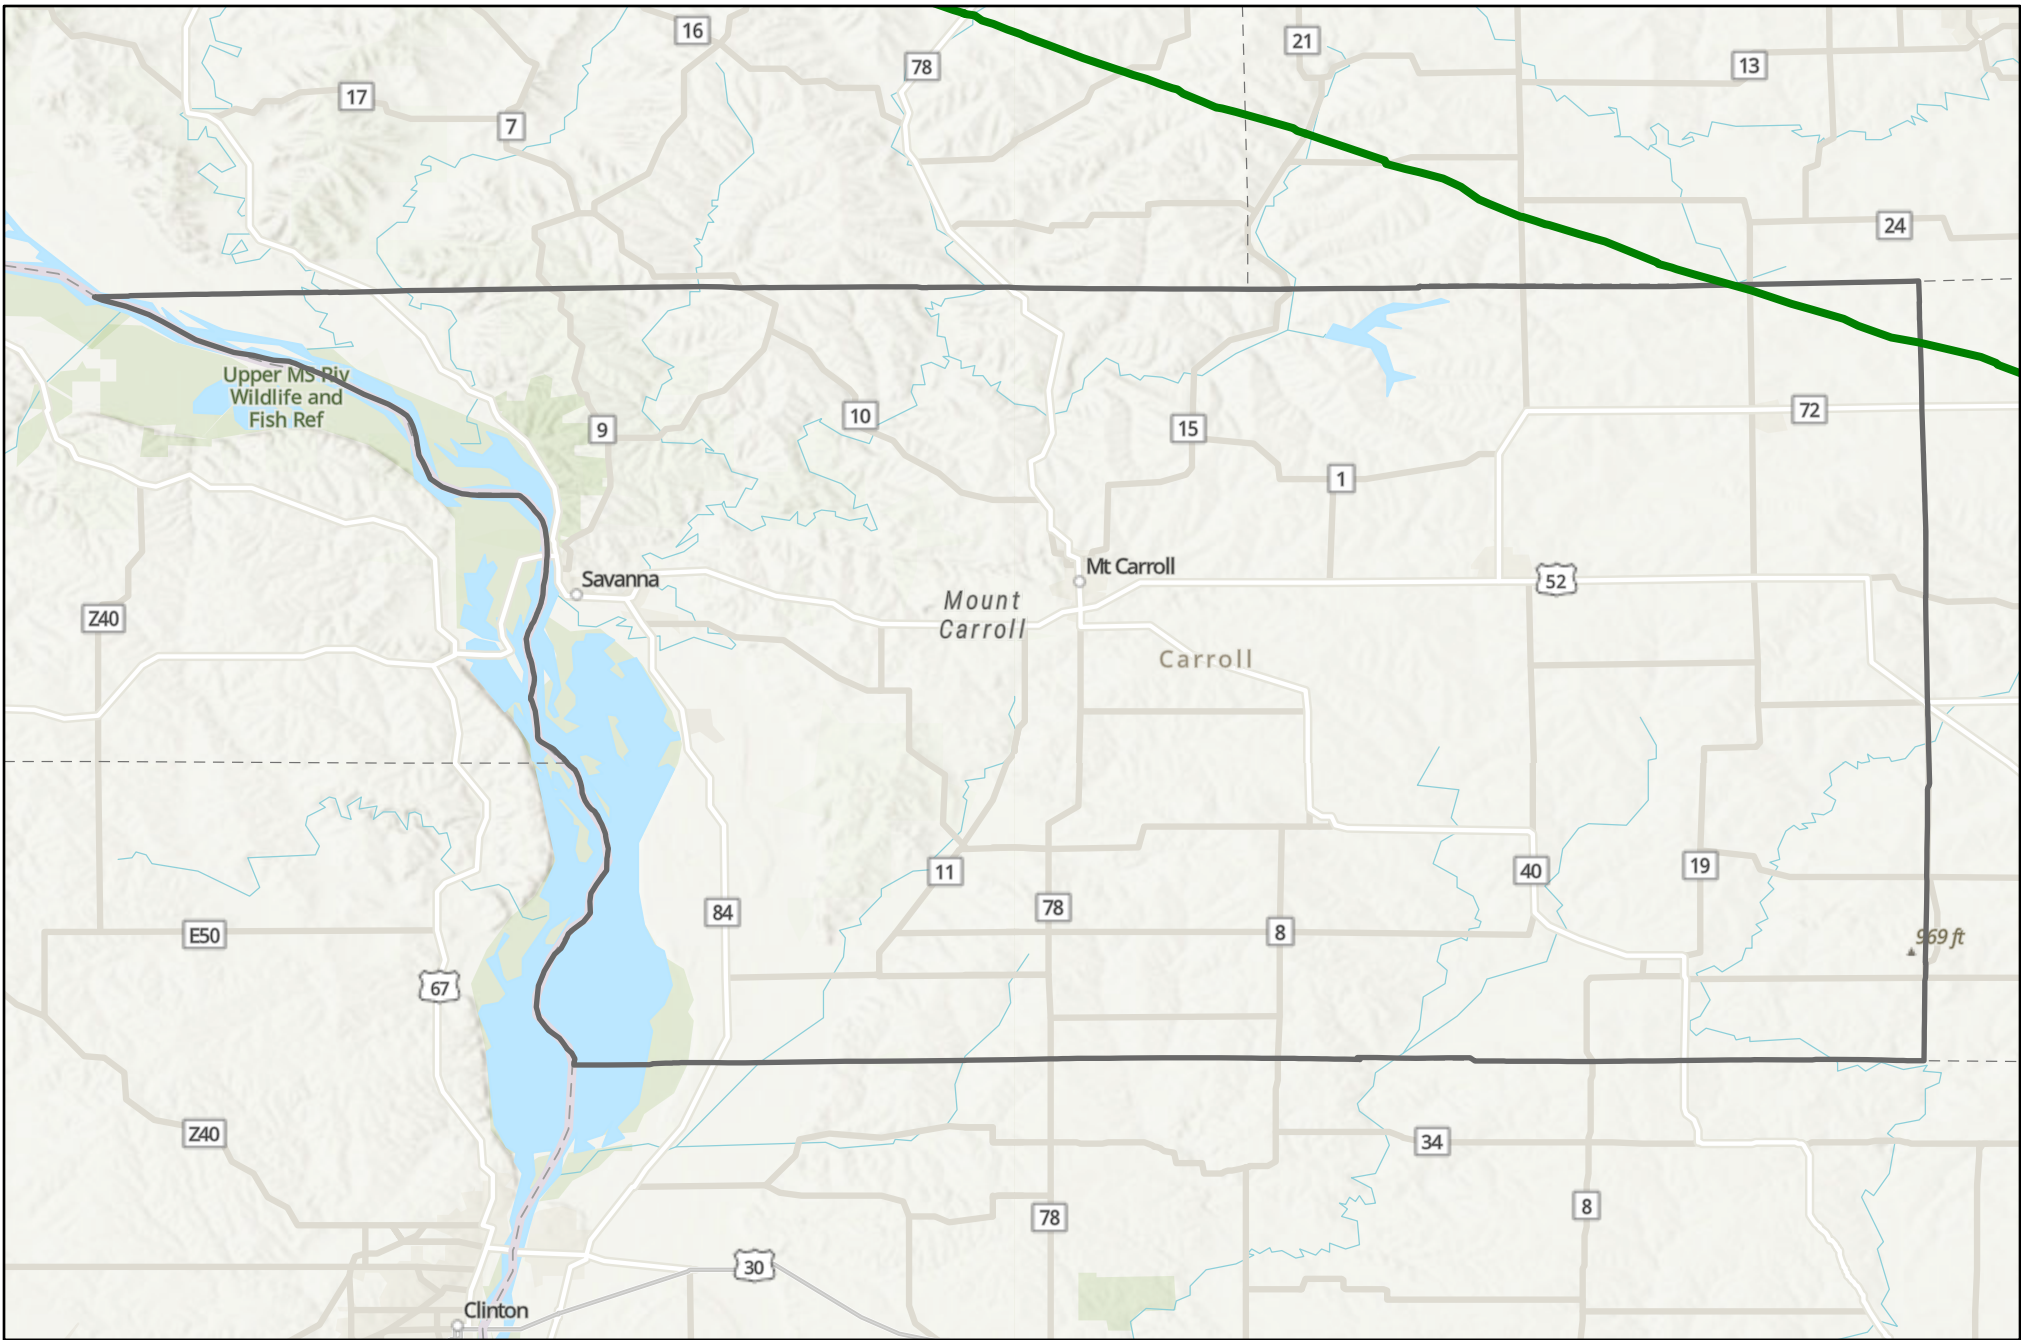 16
21
78
13
17
7
24
Upper MS Riv
Wildlife and
Fish Ref
72
10
15
9
1
Mt Carroll
Savanna
52
Mount
Carroll
Z40
Carroll
19
11
40
78
84
8
E50
969 ft
67
Z40
34
8
78
30
Clinton